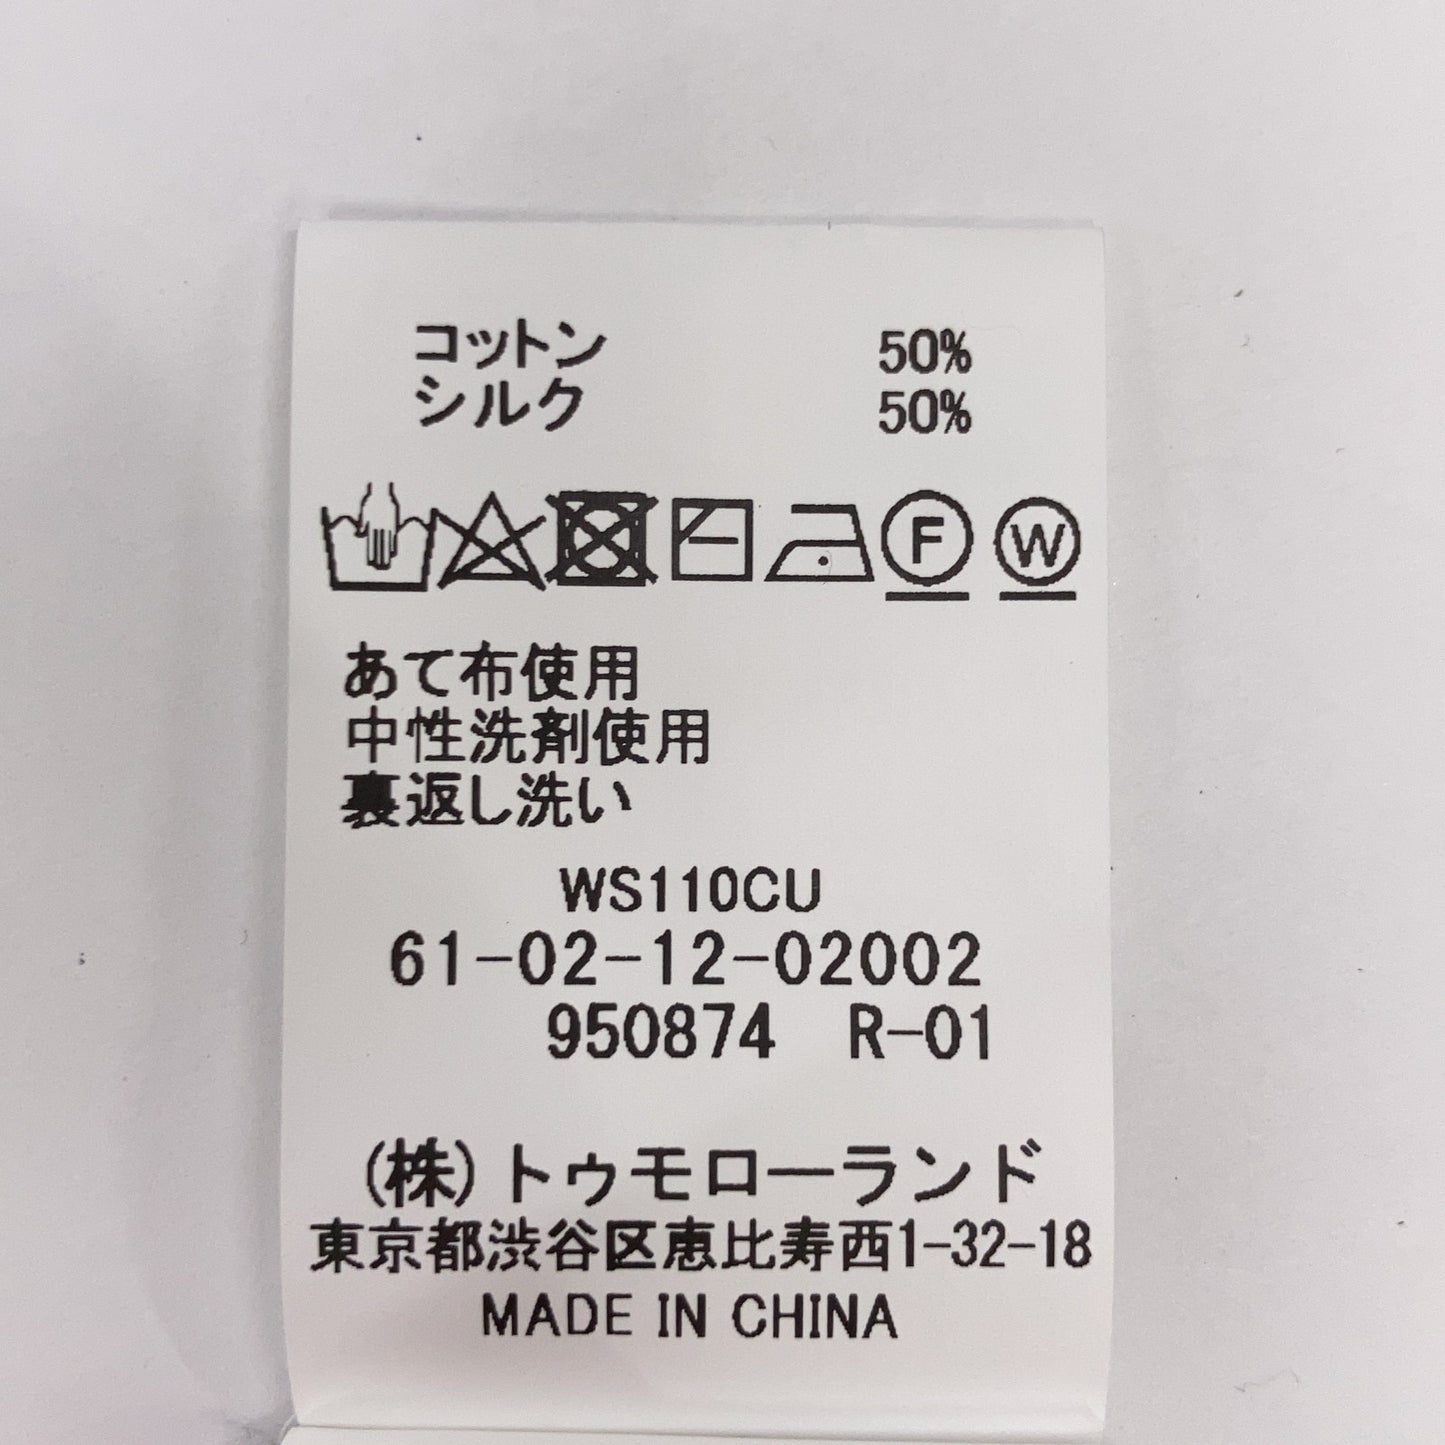 コットン 50%
シルク 50%
F W
あて布使用
中性洗剤使用
裏返し洗い
WS110CU
61-02-12-02002
950874 R-01
(株)トゥモローランド
東京都渋谷区恵比寿西1-32-18
MADE IN CHINA